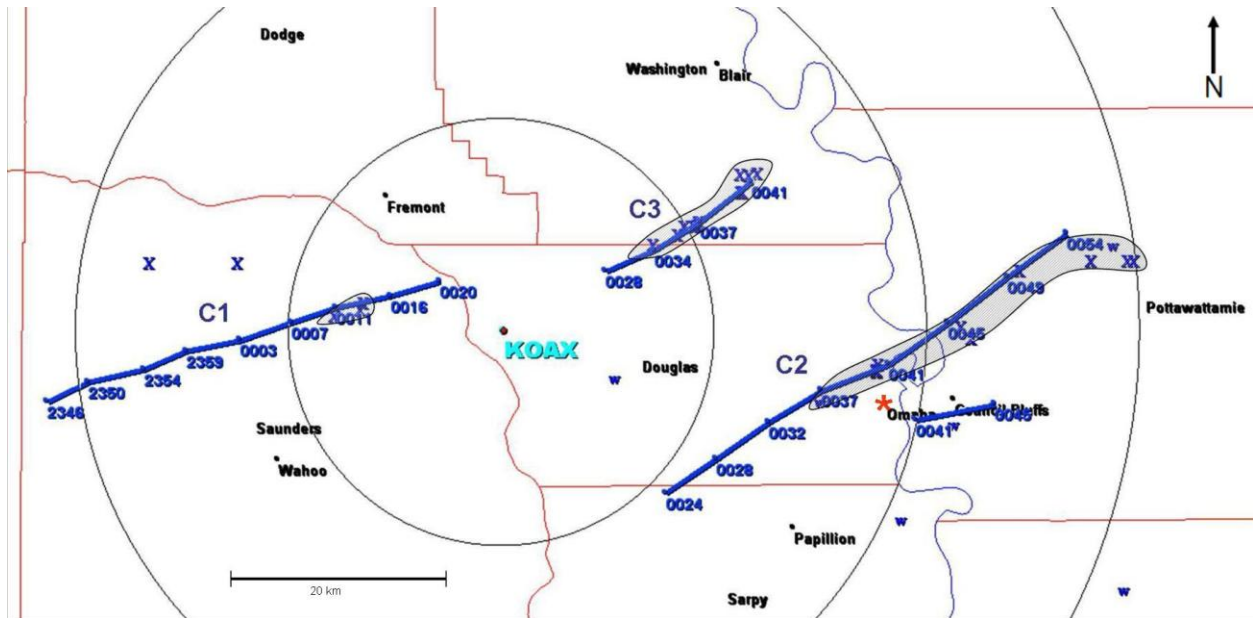 Dodge
Washington
Blair
N
X X X
X
0041
C3
Fremont
0037
X
0034
0028
0054 w
X XX
X X
0049
C1
0020
0016
0011
X
0007
0003
2359
2354
2350
2346
KOAX
Pottawattamie
0045
X
Douglas
w
C2
0041
0037
*
Omaha
Council Bluffs
0041
w
0045
0032
Saunders
0028
Wahoo
0024
w
Papillion
20 km
Sarpy
w